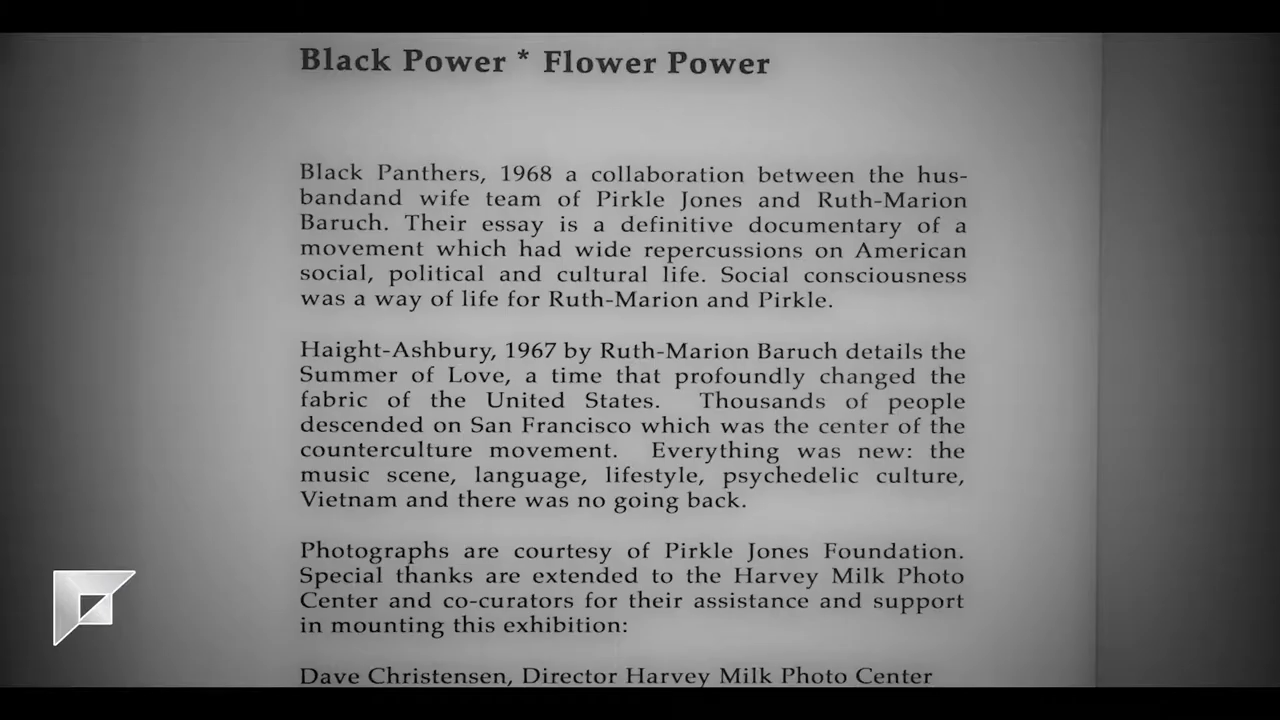 Black Power * Flower Power
Black Panthers, 1968 a collaboration between the hus-
bandand wife team of Pirkle Jones and Ruth-Marion
Baruch. Their essay is a definitive documentary of a
movement which had wide repercussions on American
social, political and cultural life. Social consciousness
was a way of life for Ruth-Marion and Pirkle.
Haight-Ashbury, 1967 by Ruth-Marion Baruch details the
Summer of Love, a time that profoundly changed the
fabric of the United States. Thousands of people
descended on San Francisco which was the center of the
counterculture movement. Everything was new: the
music scene, language, lifestyle, psychedelic culture,
Vietnam and there was no going back.
Photographs are courtesy of Pirkle Jones Foundation.
Special thanks are extended to the Harvey Milk Photo
Center and co-curators for their assistance and support
in mounting this exhibition:
Dave Christensen, Director Harvey Milk Photo Center